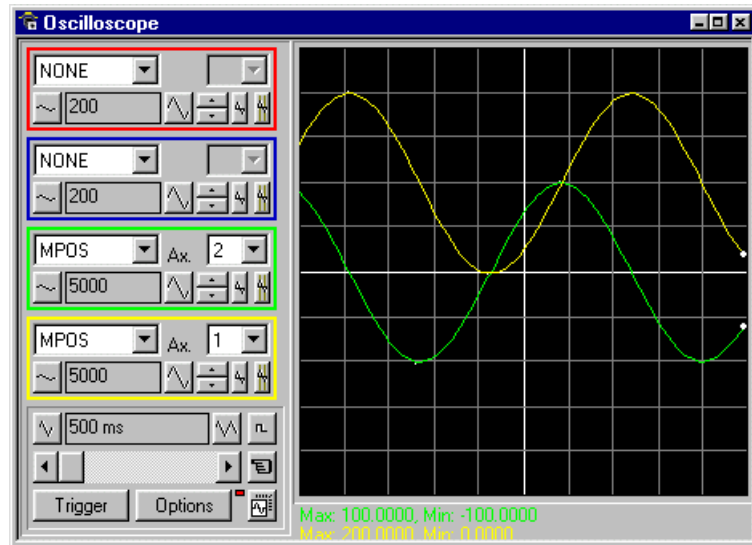 Oscilloscope
NONE
200
NONE
200
MPOS Ax. 2
5000
MPOS Ax. 1
5000
500 ms
Trigger Options
Max: 100.0000, Min: -100.0000
Max: 200.0000, Min: 0.0000